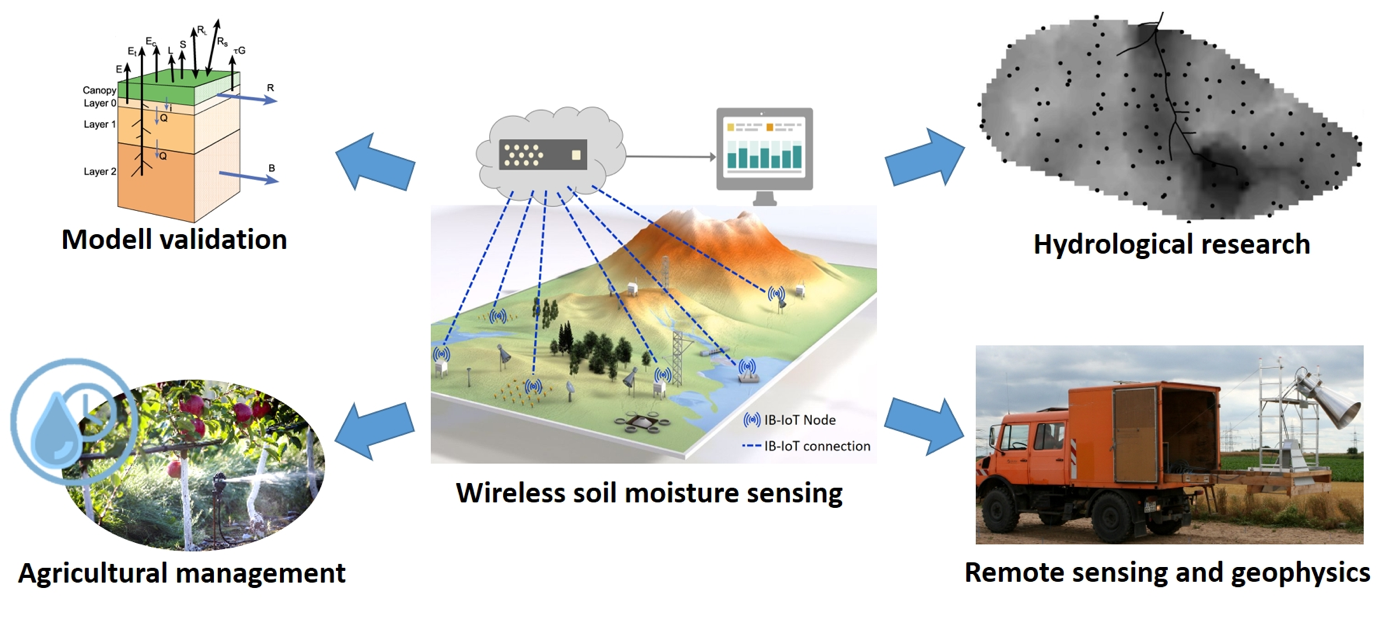 E
Et
Ec
L
S
RL
Rs
τG
Canopy
Layer 0
i
R
Q
Layer 1
Q
Layer 2
B
Modell validation
Hydrological research
IB-IoT Node
IB-IoT connection
Wireless soil moisture sensing
Agricultural management
Remote sensing and geophysics